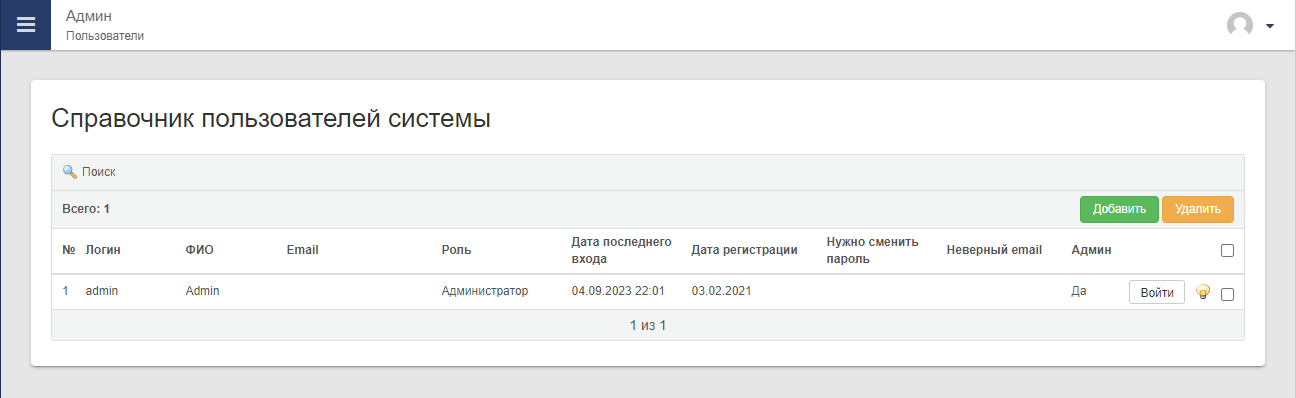 Админ
Пользователи
Справочник пользователей системы
Поиск
Всего: 1
Добавить Удалить
№ Логин ФИО Email Роль Дата последнего входа Дата регистрации Нужно сменить пароль Неверный email Админ
1 admin Admin Администратор 04.09.2023 22:01 03.02.2021 Да Войти
1 из 1